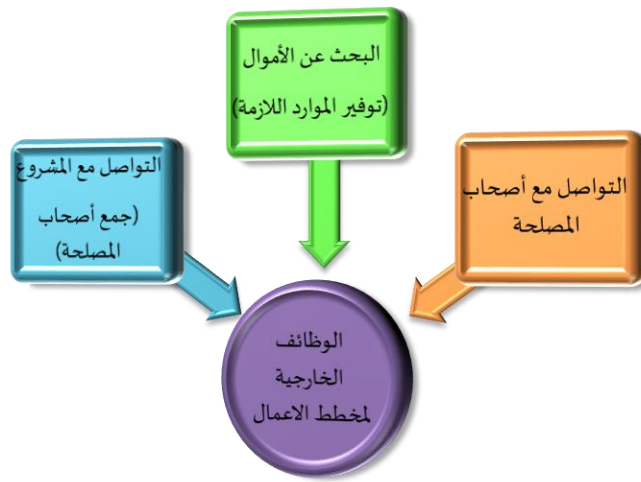 البحث عن الأموال
(توفير الموارد اللازمة)
التواصل مع أصحاب
المصلحة
التواصل مع المشروع
(جمع أصحاب
المصلحة)
الوظائف
الخارجية
لمخطط الاعمال